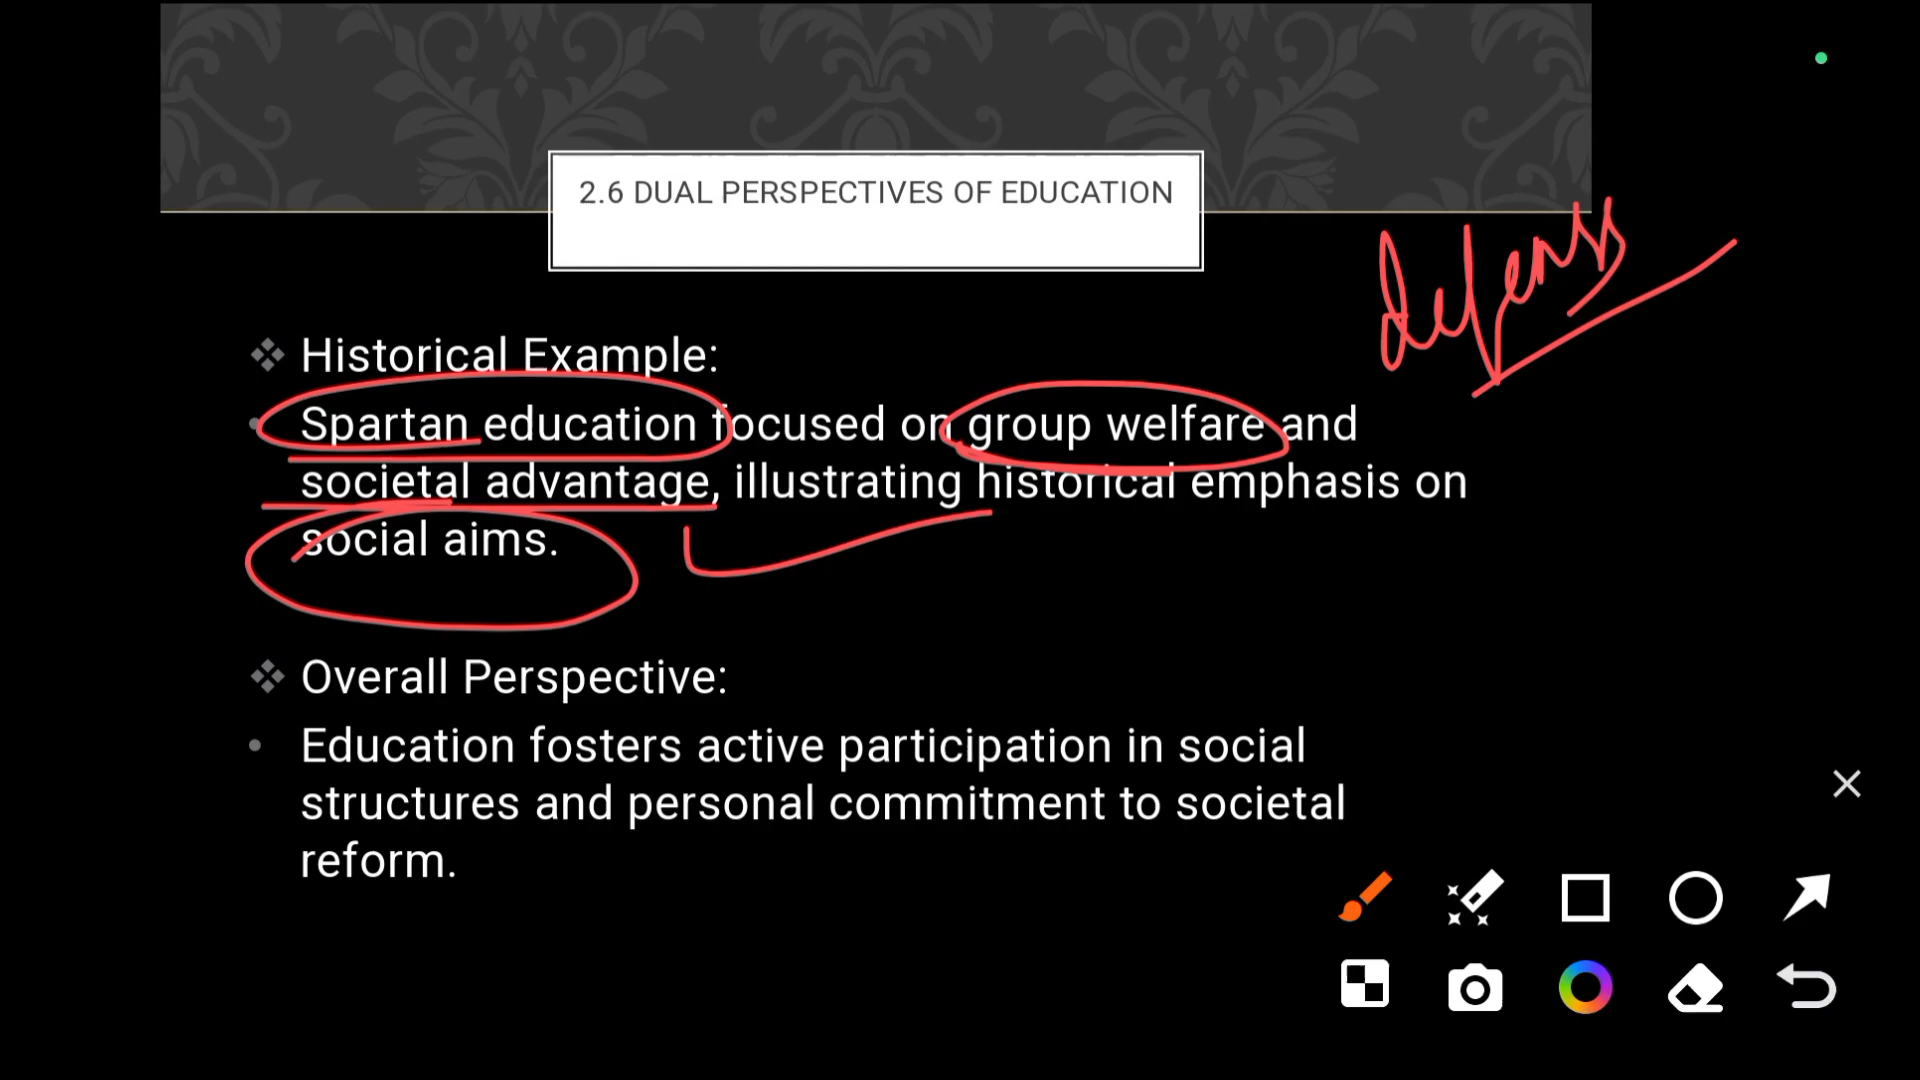 2.6 DUAL PERSPECTIVES OF EDUCATION
defenss
Historical Example:
Spartan education focused on group welfare and
societal advantage, illustrating historical emphasis on
social aims.
Overall Perspective:
Education fosters active participation in social
structures and personal commitment to societal
reform.